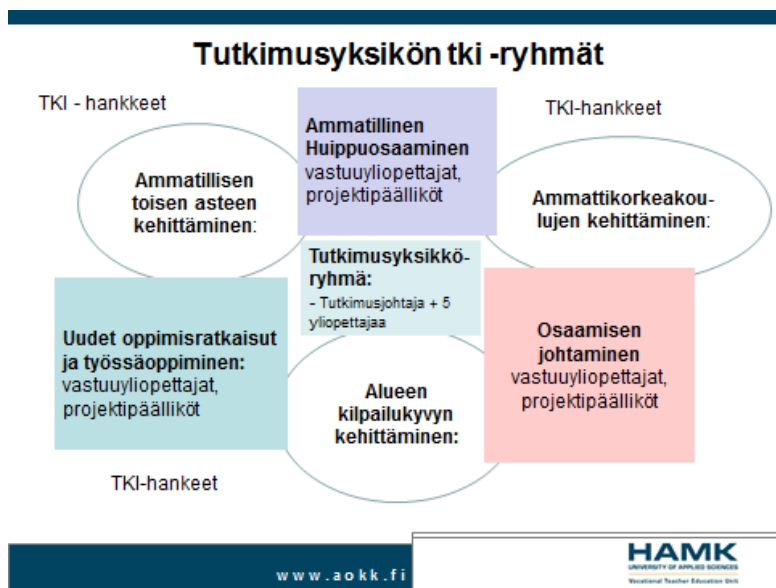 Tutkimusyksikön tki -ryhmät
TKI - hankkeet
TKI-hankkeet
Ammatillinen
Huippuosaaminen
vastuuyliopettajat,
projektipäälliköt
Ammatillisen
toisen asteen
kehittäminen:
Ammattikorkeakou-
lujen kehittäminen:
Tutkimusyksikkö-
ryhmä:
- Tutkimusjohtaja + 5
yliopettajaa
Uudet oppimisratkaisut
ja työssäoppiminen:
vastuuyliopettajat,
projektipäälliköt
Osaamisen
johtaminen
vastuuyliopettajat,
projektipäälliköt
Alueen
kilpailukyvyn
kehittäminen:
TKI-hankeet
www.aokk.fi
HAMK
UNIVERSITY OF APPLIED SCIENCES
Vocational Teacher Education Unit